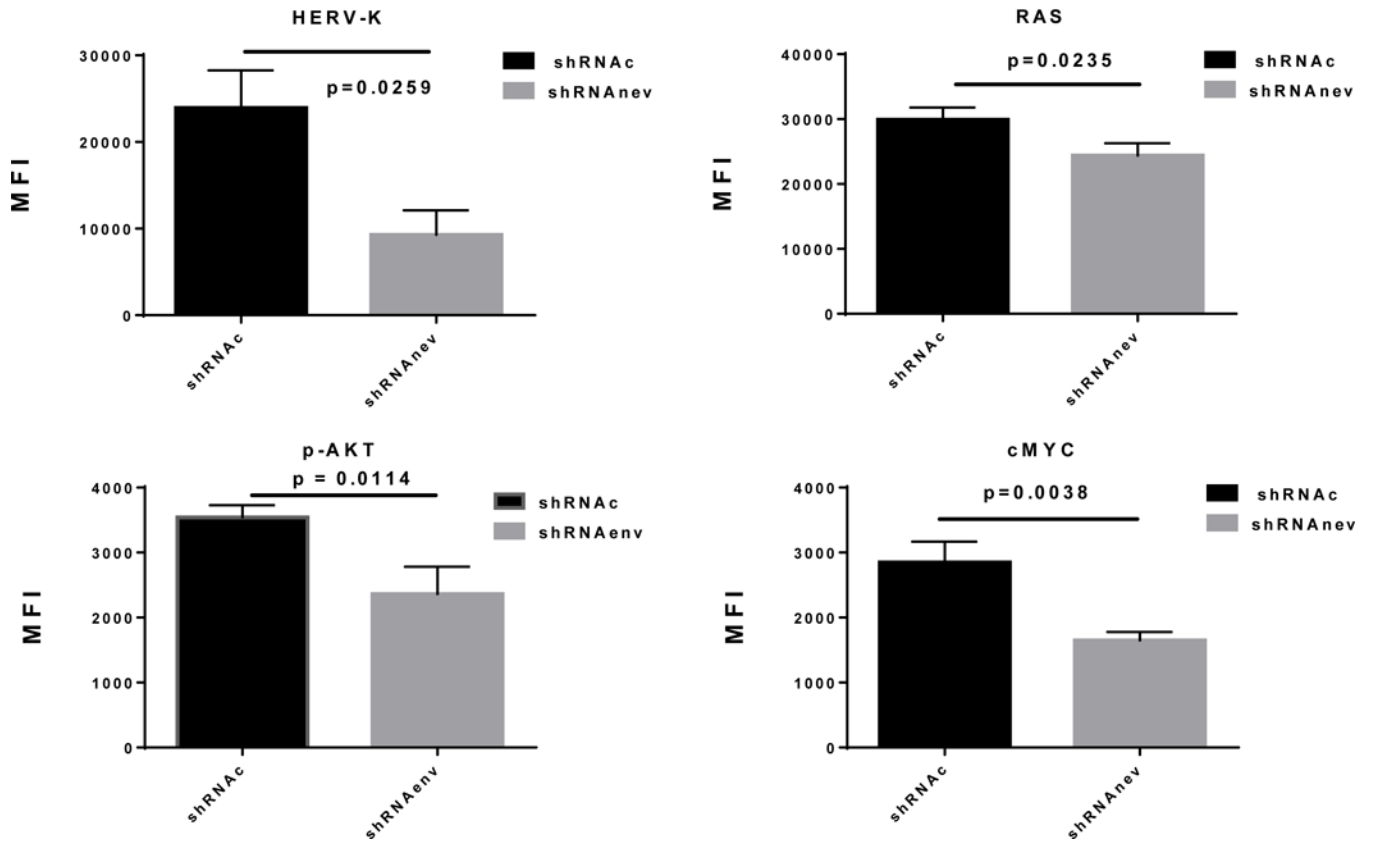 HERV-K
30000
20000
10000
0
MFI
p=0.0259
shRNAc
shRNAnev
shRNAc
shRNAnev
RAS
40000
30000
20000
10000
0
MFI
p=0.0235
shRNAc
shRNAnev
shRNAc
shRNAnev
p-AKT
p = 0.0114
4000
3000
2000
1000
0
MFI
shRNAc
shRNAenv
shRNAc
shRNAenv
cMYC
p=0.0038
4000
3000
2000
1000
0
MFI
shRNAc
shRNAnev
shRNAc
shRNAnev